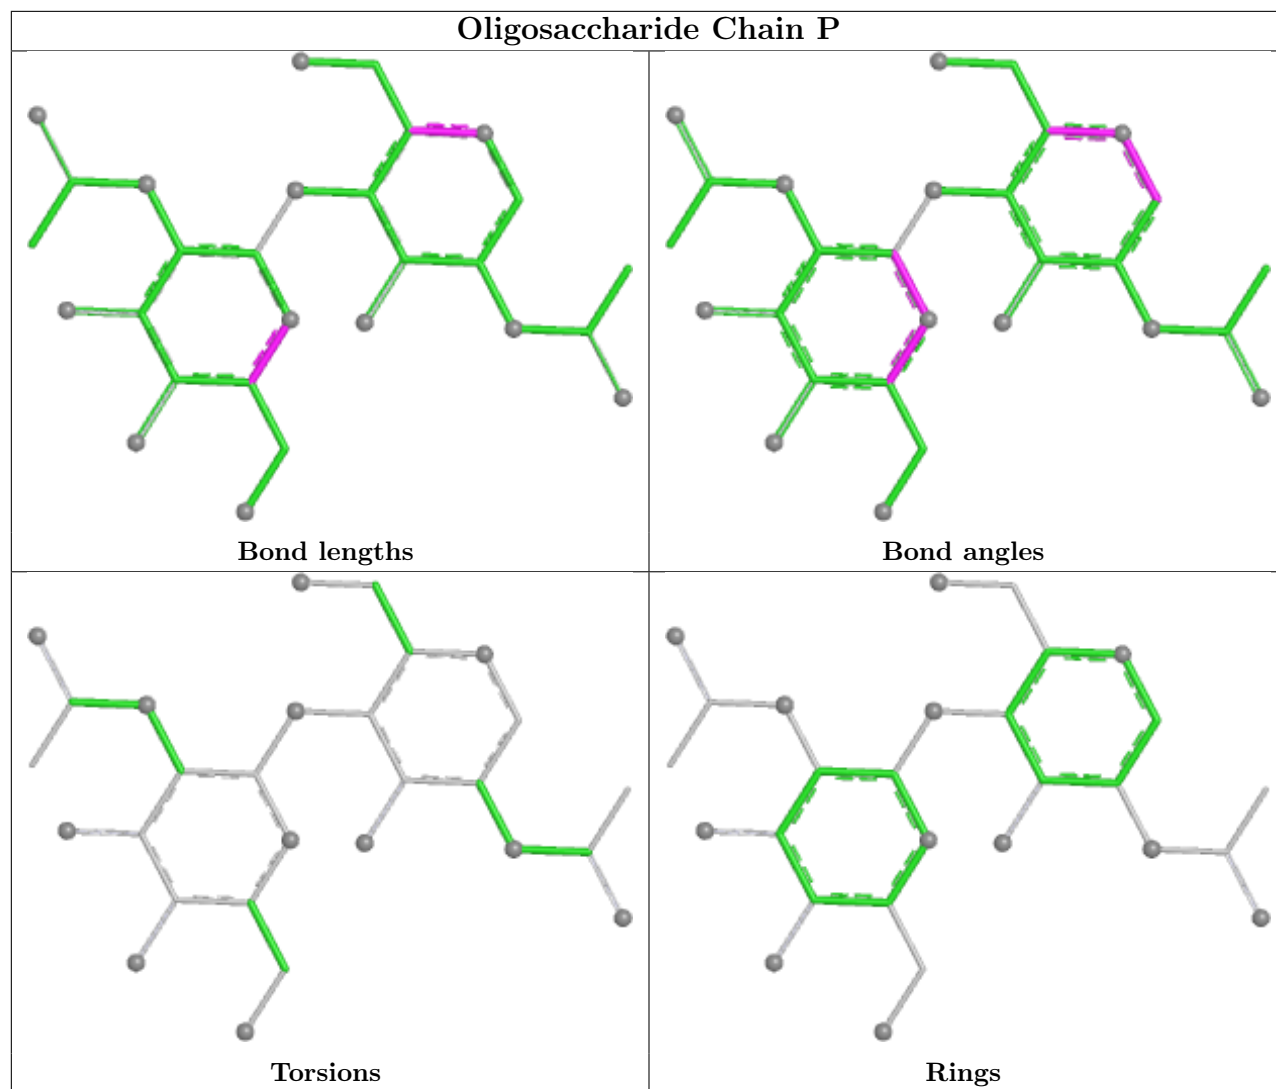 Oligosaccharide Chain P
Bond lengths
Bond angles
Torsions
Rings